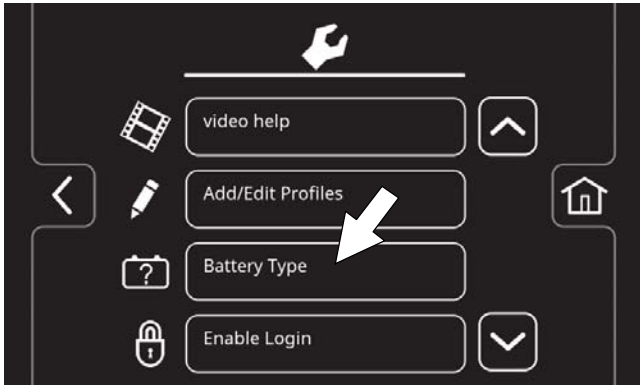 video help
Add/Edit Profiles
Battery Type
Enable Login